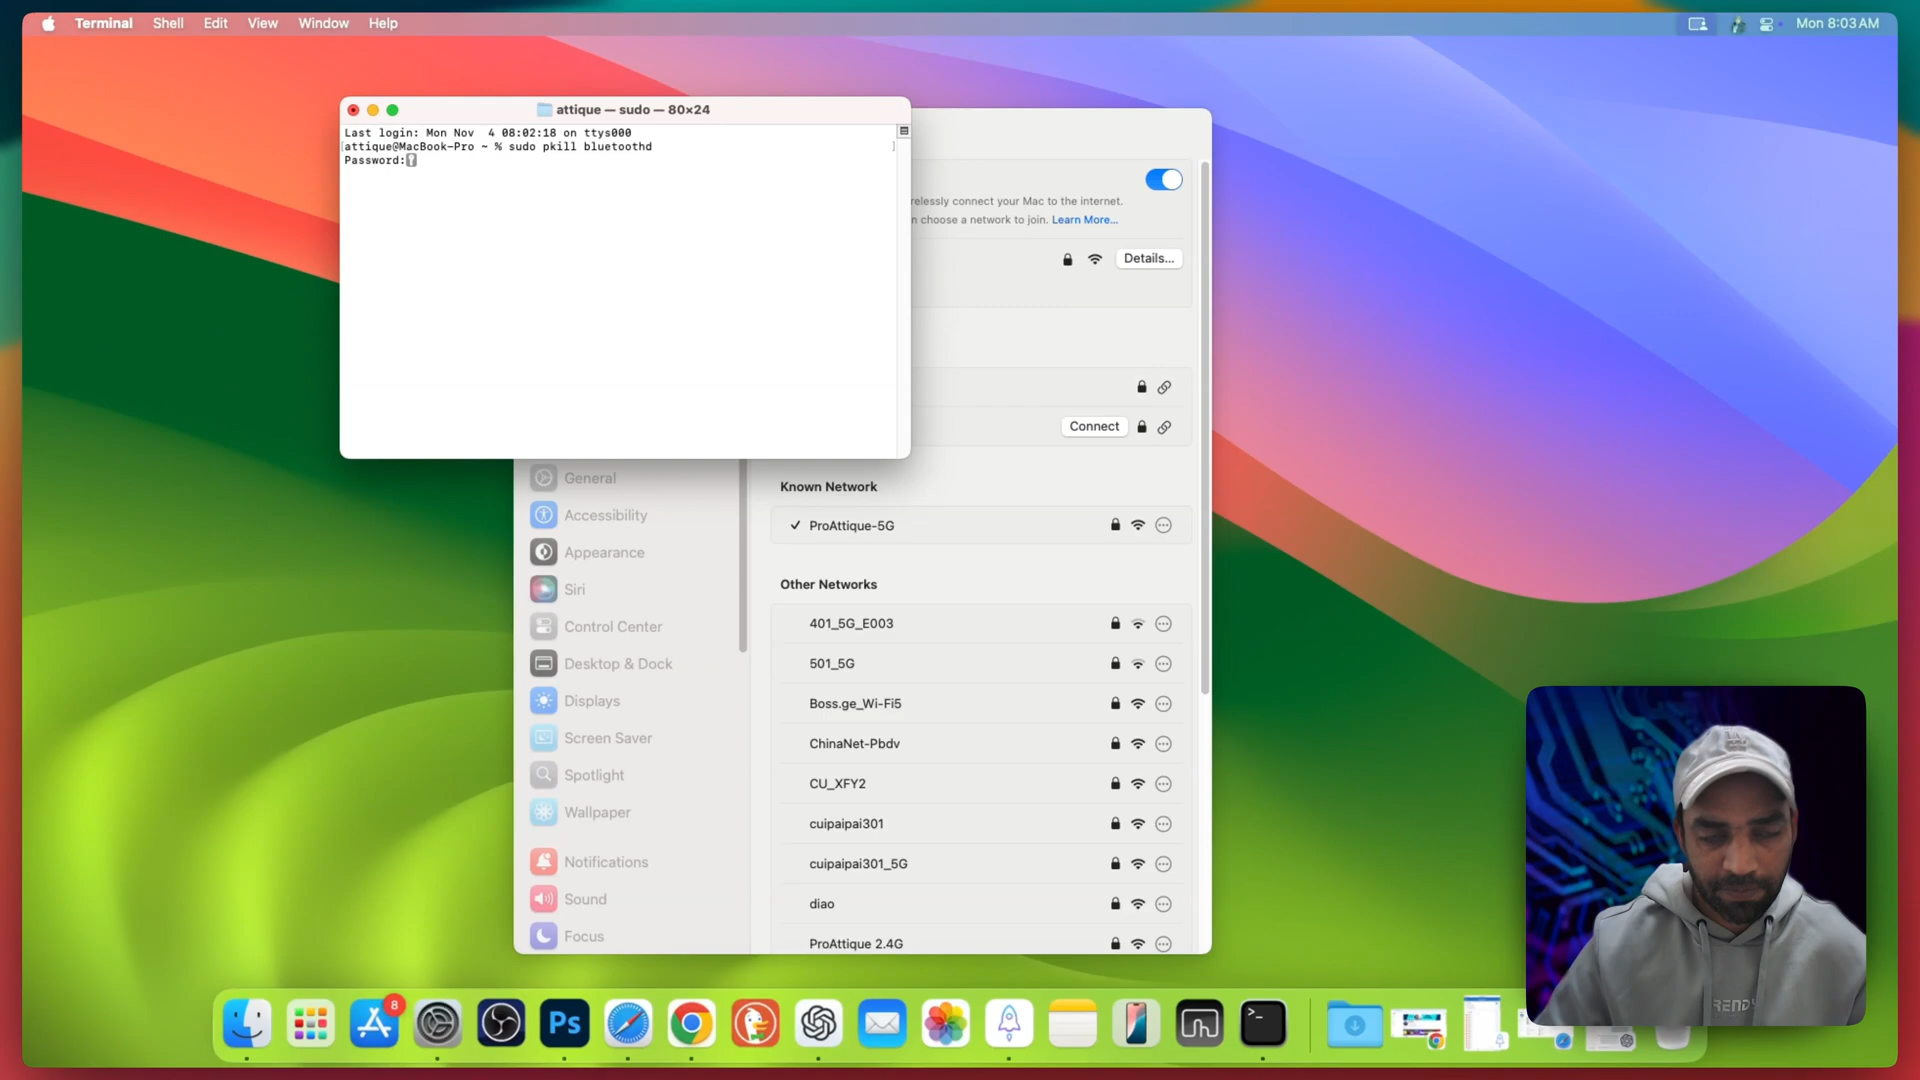 Terminal Shell Edit View Window Help
Mon 8:03 AM
attique — sudo — 80×24
Last login: Mon Nov  4 08:02:18 on ttys000
[attique@MacBook-Pro ~ % sudo pkill bluetoothd ]
Password:
relessly connect your Mac to the internet.
n choose a network to join. Learn More...
Details...
Connect
General
Accessibility
Appearance
Siri
Control Center
Desktop & Dock
Displays
Screen Saver
Spotlight
Wallpaper
Notifications
Sound
Focus
Known Network
ProAttique-5G
Other Networks
401_5G_E003
501_5G
Boss.ge_Wi-Fi5
ChinaNet-Pbdv
CU_XFY2
cuipaipai301
cuipaipai301_5G
diao
ProAttique 2.4G
8
Ps
>_